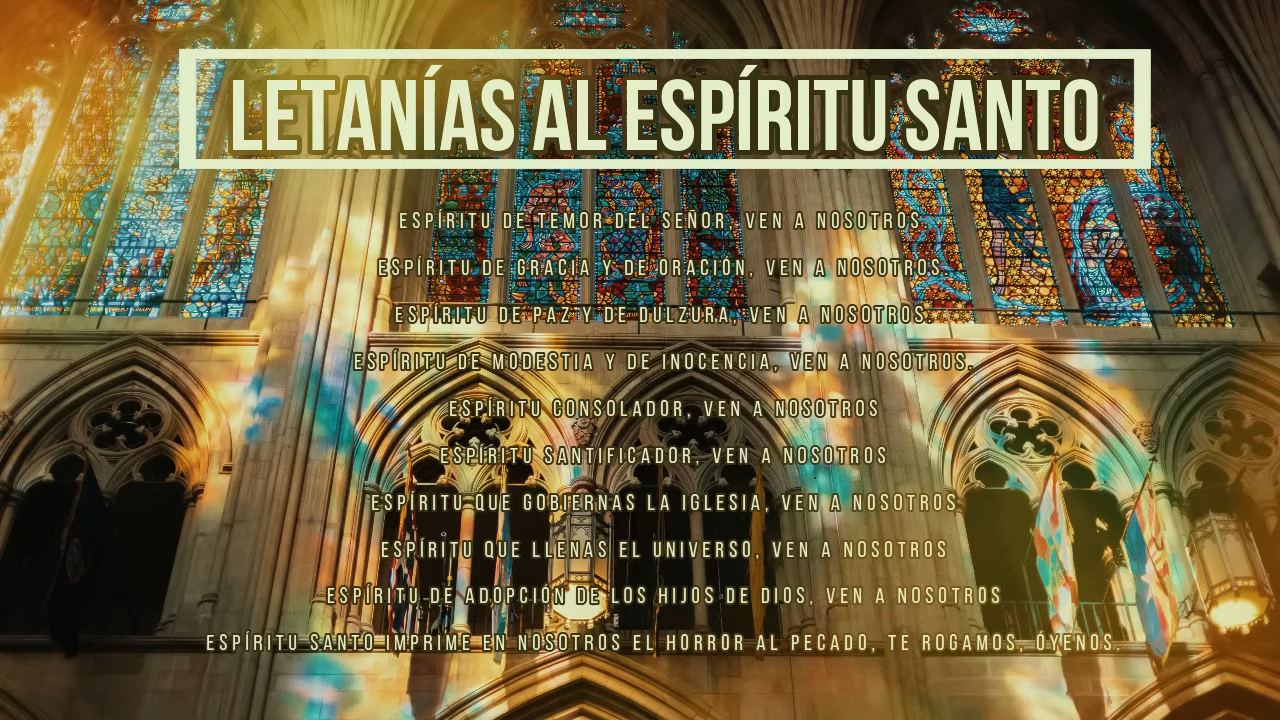 LETANÍAS AL ESPÍRITU SANTO
ESPÍRITU DE TEMOR DEL SEÑOR, VEN A NOSOTROS.
ESPÍRITU DE GRACIA Y DE ORACIÓN, VEN A NOSOTROS.
ESPÍRITU DE PAZ Y DE DULZURA, VEN A NOSOTROS.
ESPÍRITU DE MODESTIA Y DE INOCENCIA, VEN A NOSOTROS.
ESPÍRITU CONSOLADOR, VEN A NOSOTROS
ESPÍRITU SANTIFICADOR, VEN A NOSOTROS
ESPÍRITU QUE GOBIERNAS LA IGLESIA, VEN A NOSOTROS
ESPÍRITU QUE LLENAS EL UNIVERSO, VEN A NOSOTROS
ESPÍRITU DE ADOPCIÓN DE LOS HIJOS DE DIOS, VEN A NOSOTROS
ESPÍRITU SANTO IMPRIME EN NOSOTROS EL HORROR AL PECADO, TE ROGAMOS, ÓYENOS.